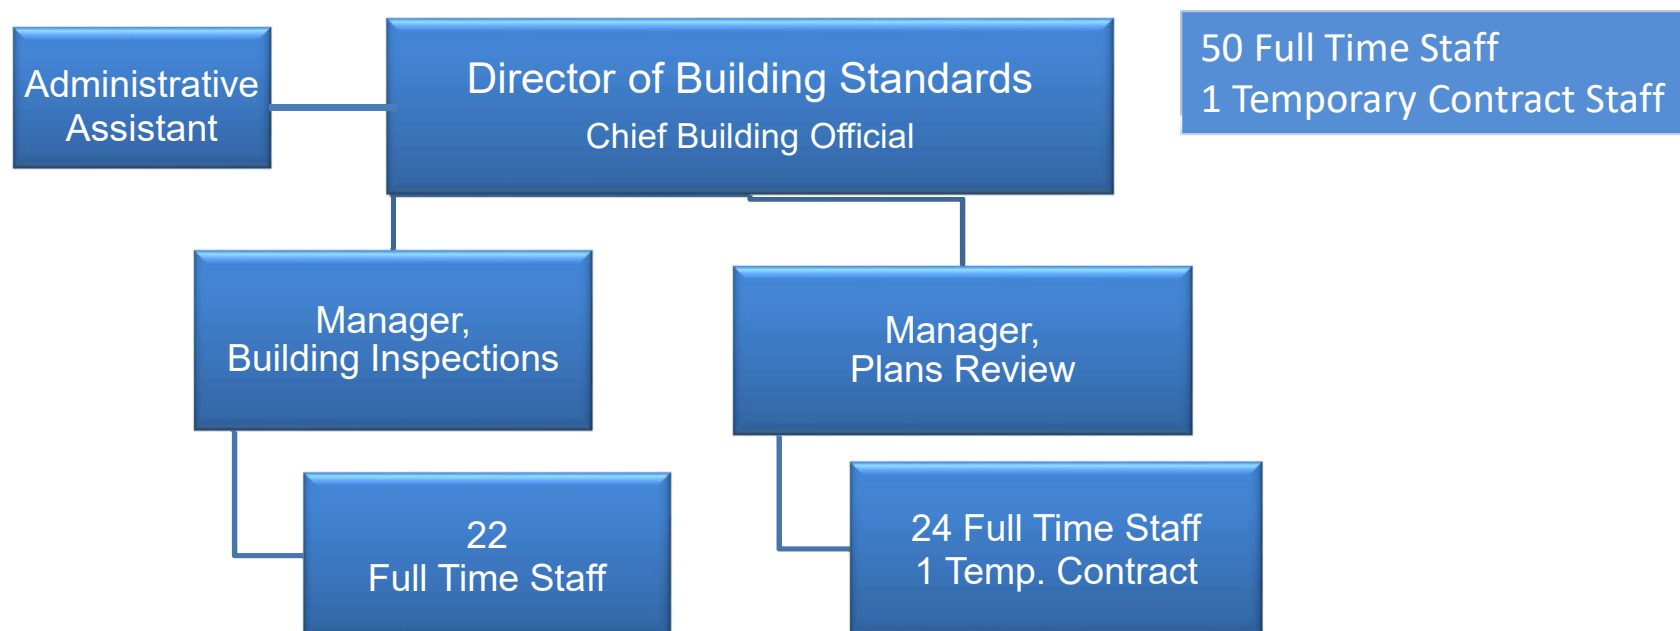 Administrative
Assistant
Director of Building Standards
Chief Building Official
50 Full Time Staff
1 Temporary Contract Staff
Manager,
Building Inspections
Manager,
Plans Review
22
Full Time Staff
24 Full Time Staff
1 Temp. Contract